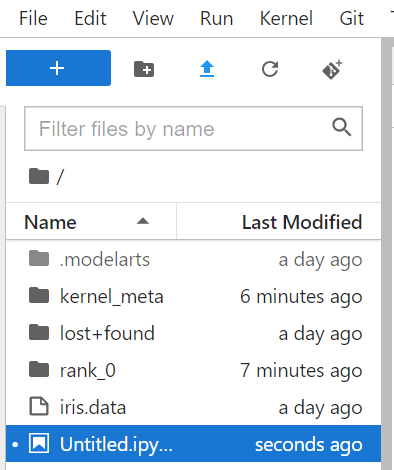 File Edit View Run Kernel Git
Filter files by name
/
Name Last Modified
.modelarts a day ago
kernel_meta 6 minutes ago
lost+found a day ago
rank_0 7 minutes ago
iris.data a day ago
Untitled.ipy... seconds ago